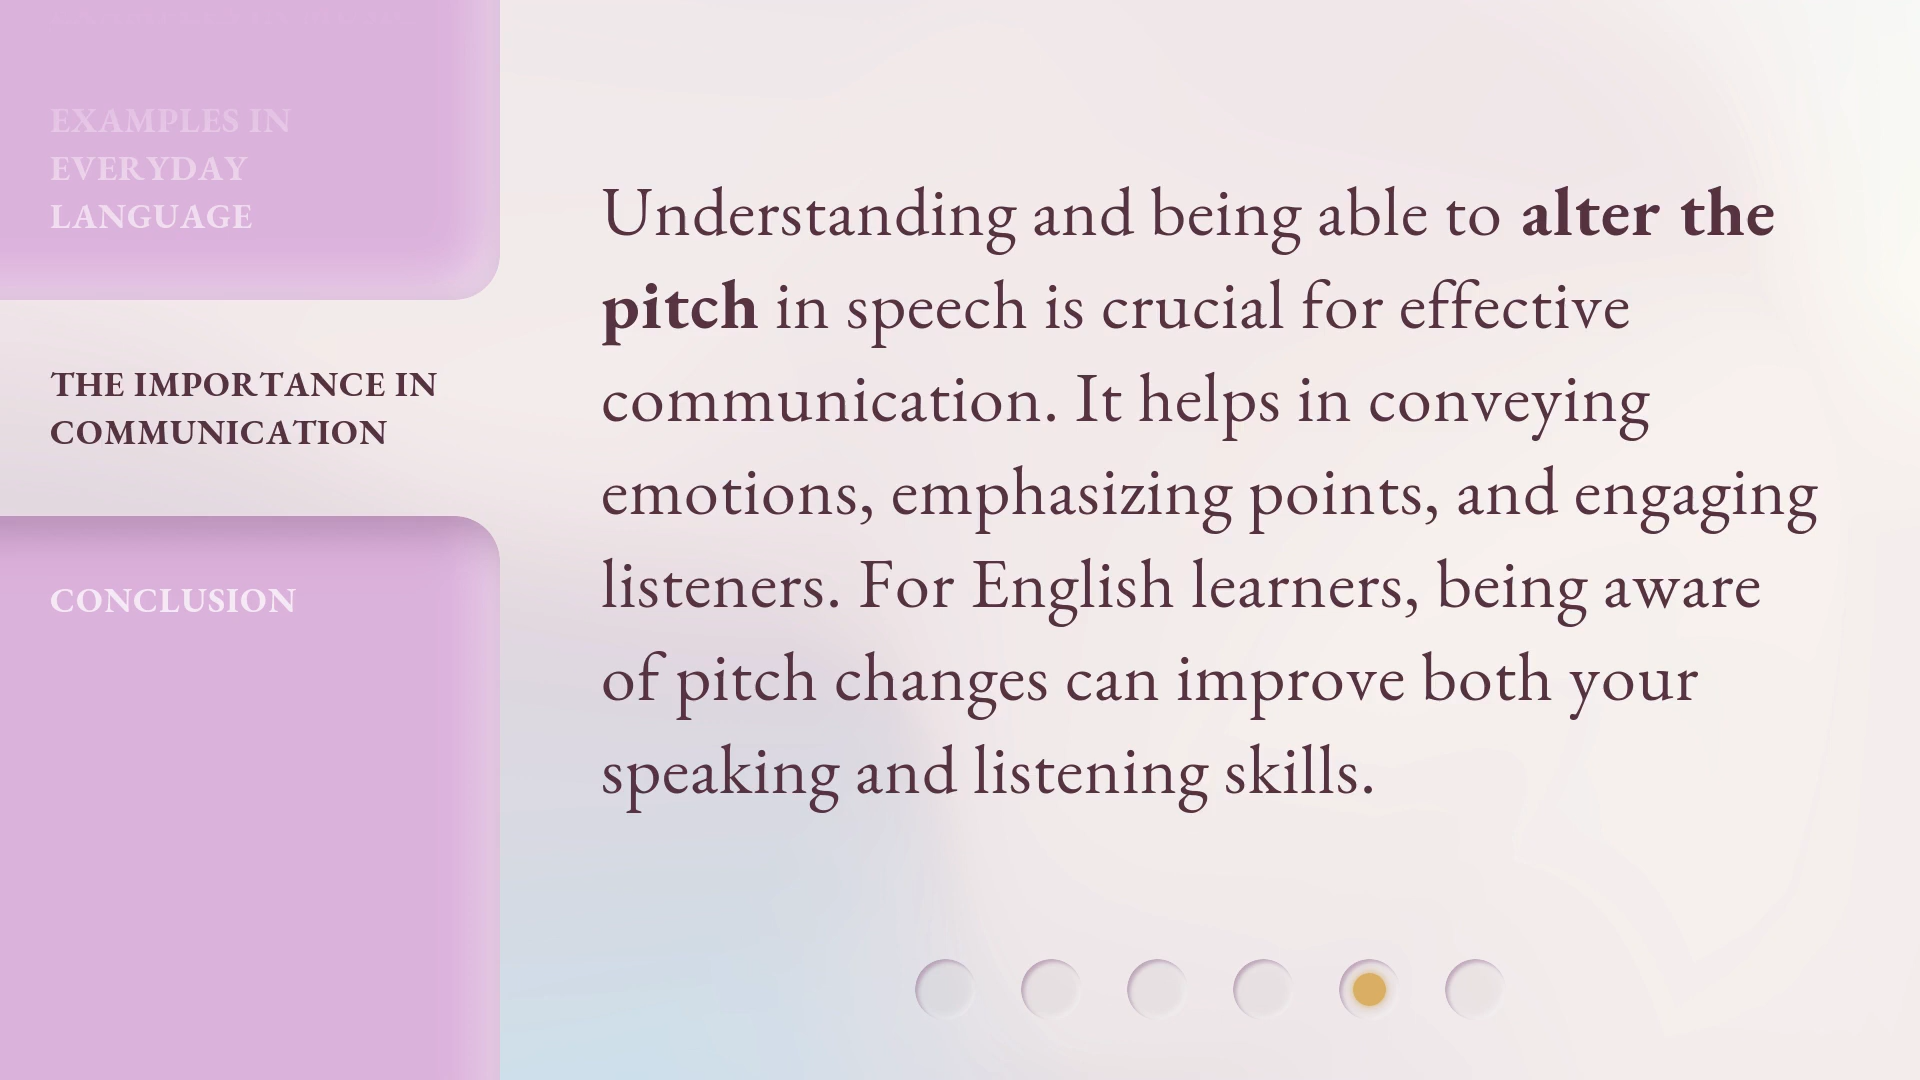 EXAMPLES IN
EVERYDAY
LANGUAGE
THE IMPORTANCE IN
COMMUNICATION
CONCLUSION
Understanding and being able to alter the
pitch in speech is crucial for effective
communication. It helps in conveying
emotions, emphasizing points, and engaging
listeners. For English learners, being aware
of pitch changes can improve both your
speaking and listening skills.